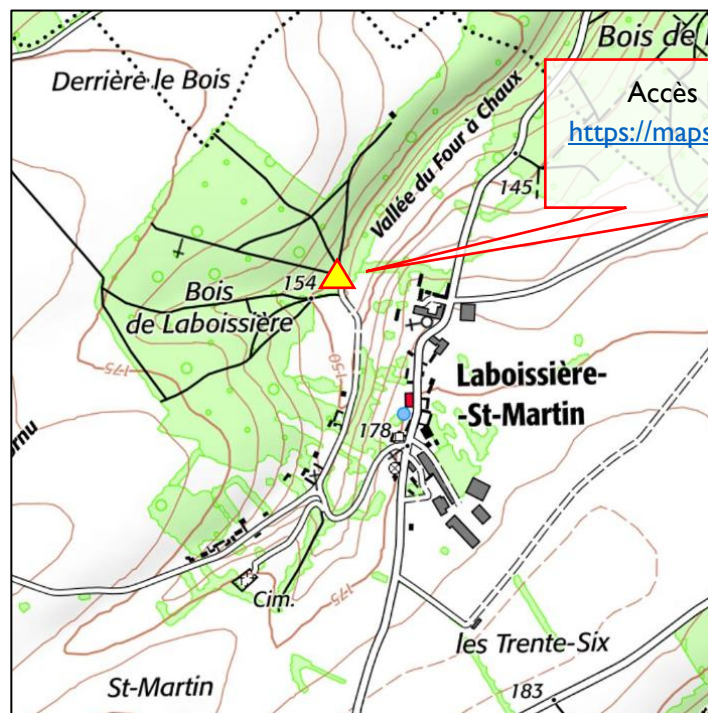 Bois de
Derrière le Bois
Accès
https://maps
Vallée du Four à Chaux
145
154
Bois
de Laboissière
175
150
Laboissière-
-St-Martin
178
Cim.
175
les Trente-Six
St-Martin
183